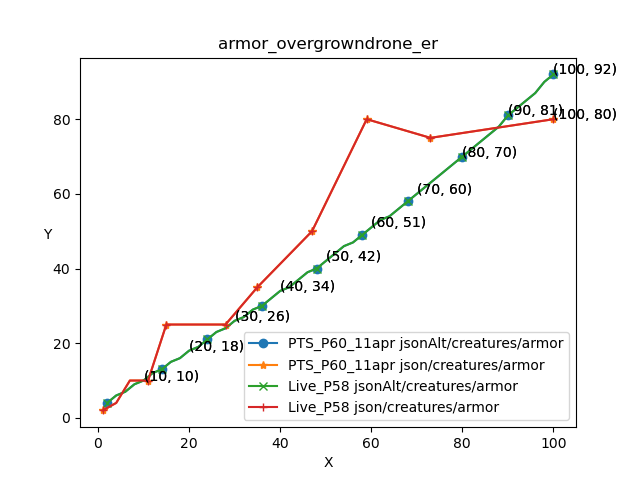 armor_overgrowndrone_er
(100, 92)
(90, 81)
(100, 80)
(80, 70)
(70, 60)
(60, 51)
(50, 42)
(40, 34)
(30, 26)
(20, 18)
(10, 10)
80
60
40
20
0
Y
0 20 40 60 80 100
X
PTS_P60_11apr jsonAlt/creatures/armor
PTS_P60_11apr json/creatures/armor
Live_P58 jsonAlt/creatures/armor
Live_P58 json/creatures/armor